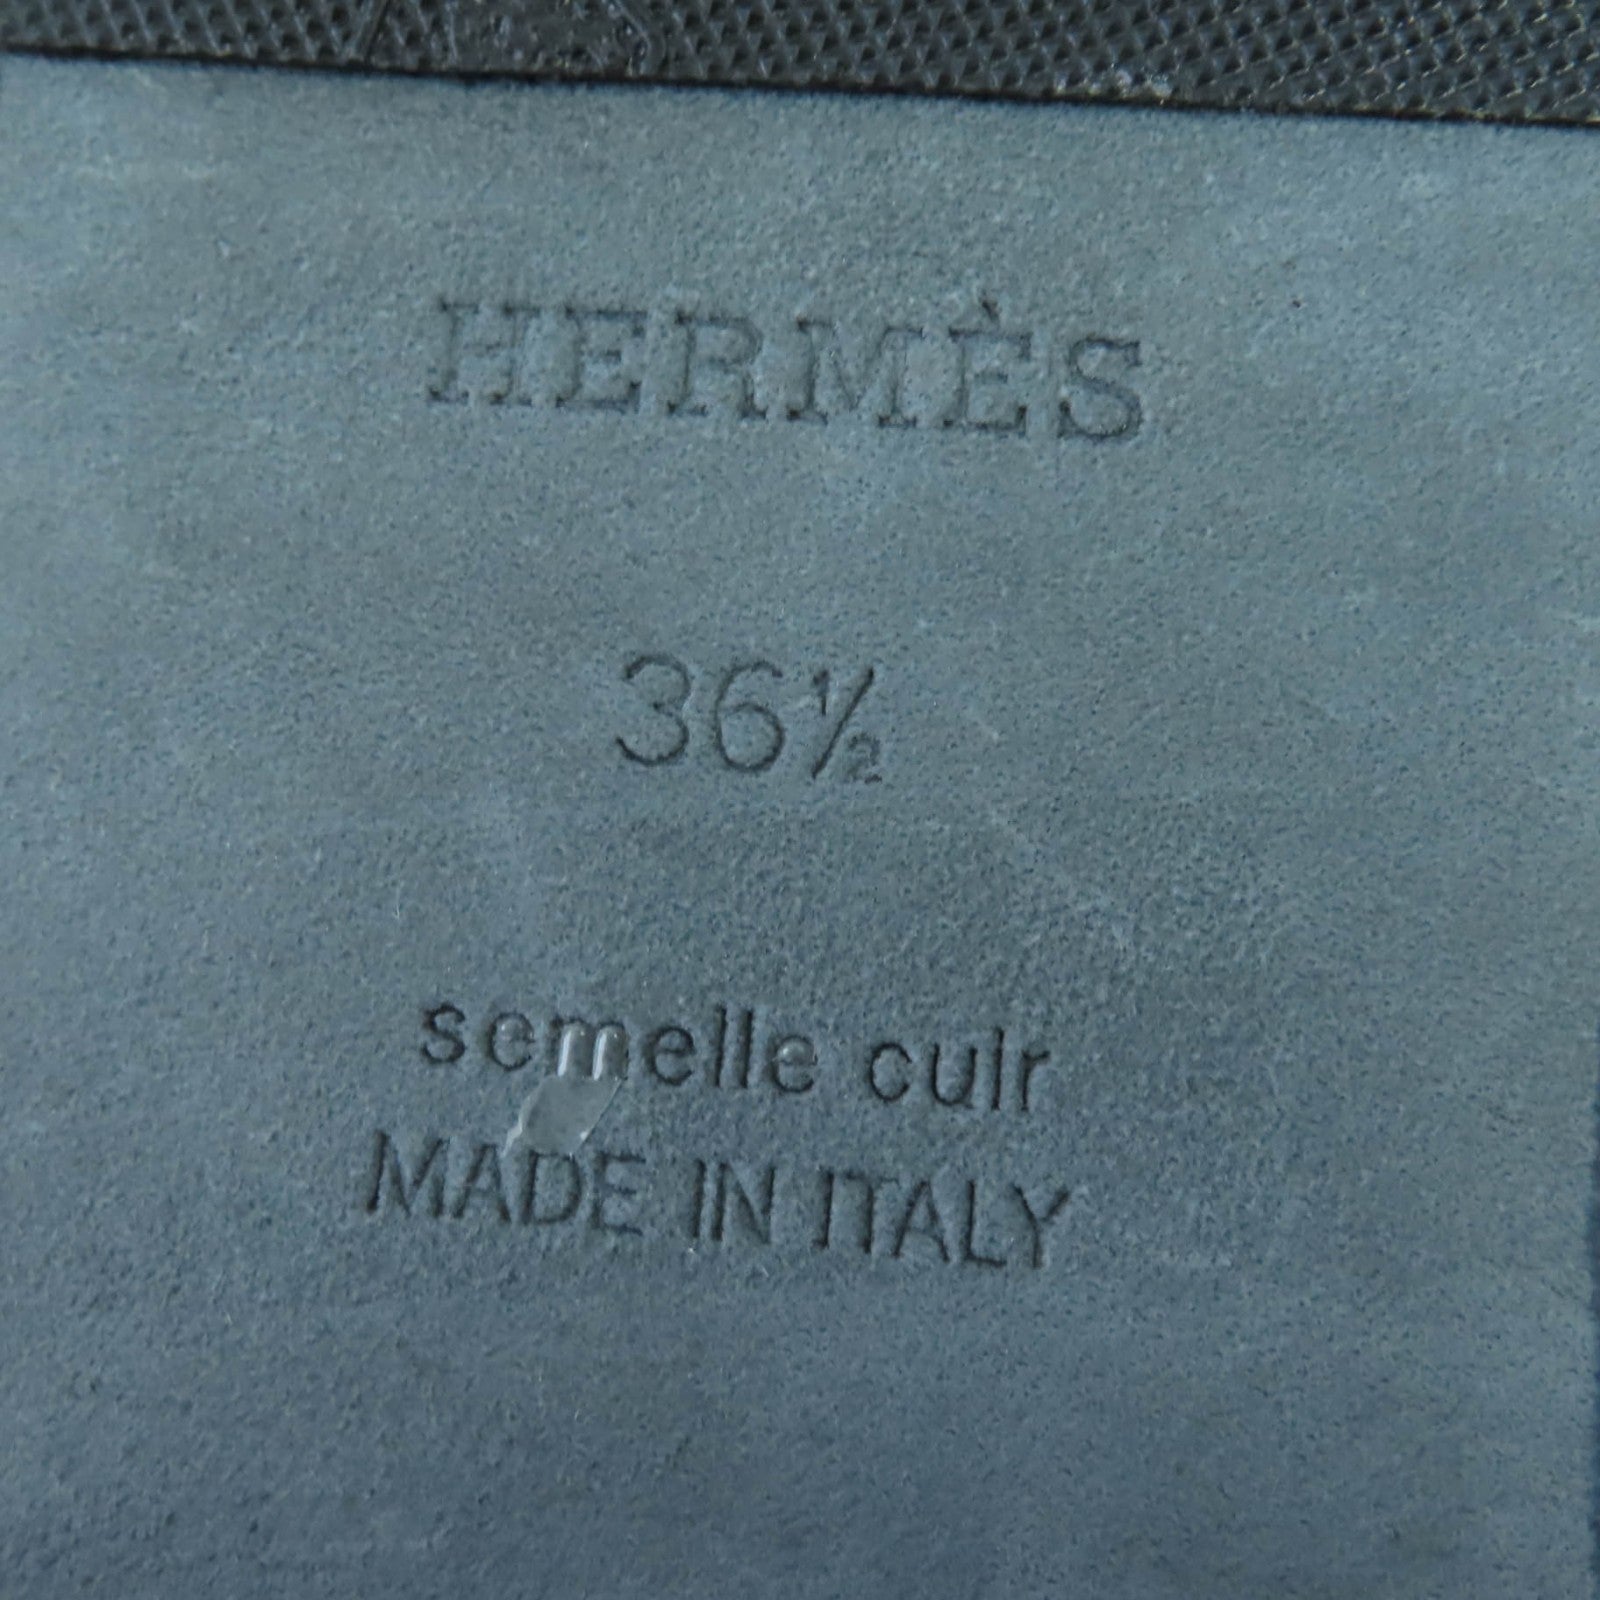 HERMÈS
36½
semelle cuir
MADE IN ITALY